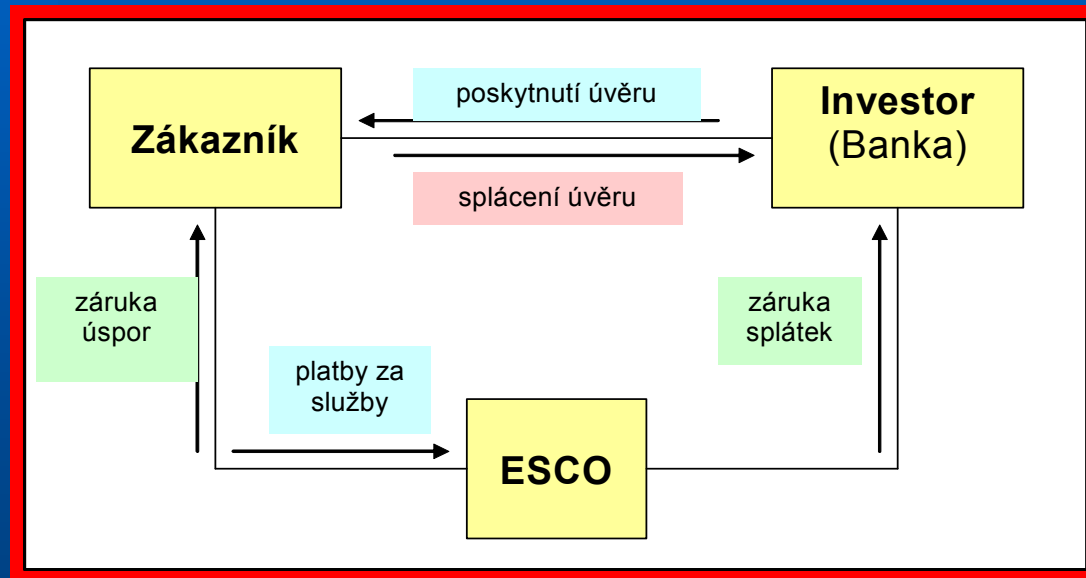 poskytnutí úvěru
Zákazník
Investor
(Banka)
splácení úvěru
záruka
úspor
záruka
splátek
platby za
služby
ESCO